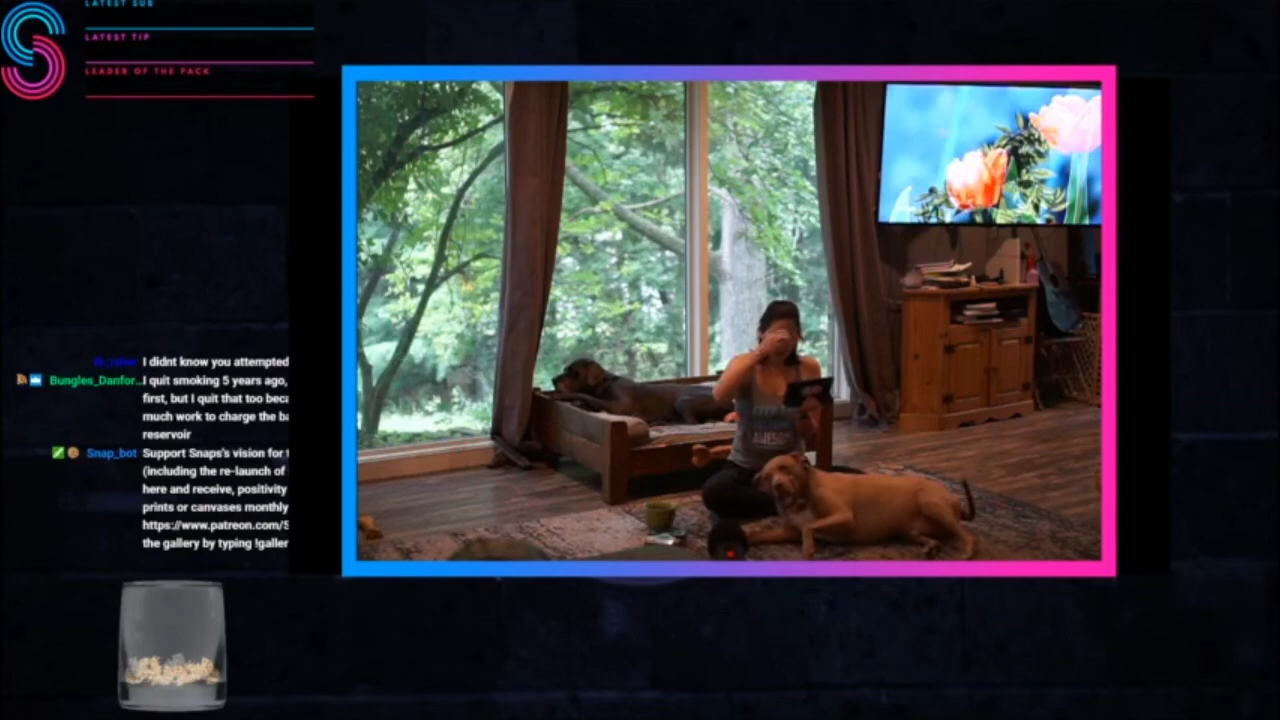 LATEST SUB
LATEST TIP
LEADER OF THE PACK
I didnt know you attempted
Bungles_Danfor... I quit smoking 5 years ago,
first, but I quit that too beca
much work to charge the ba
reservoir
Snap_bot Support Snaps's vision for t
(including the re-launch of
here and receive, positivity
prints or canvases monthly
https://www.patreon.com/S
the gallery by typing !galler
AWESOME